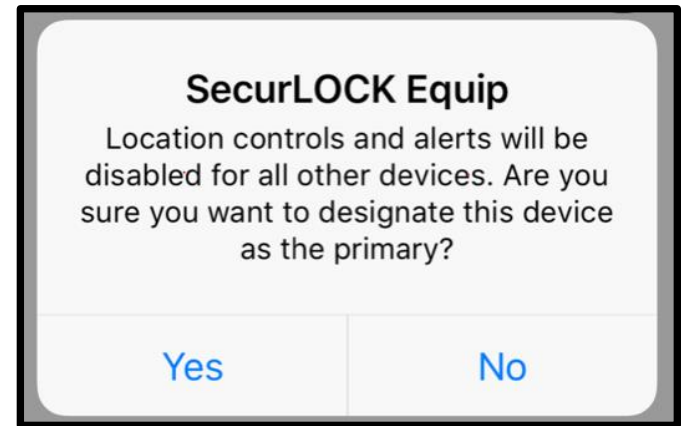 SecurLOCK Equip
Location controls and alerts will be
disabled for all other devices. Are you
sure you want to designate this device
as the primary?
Yes
No